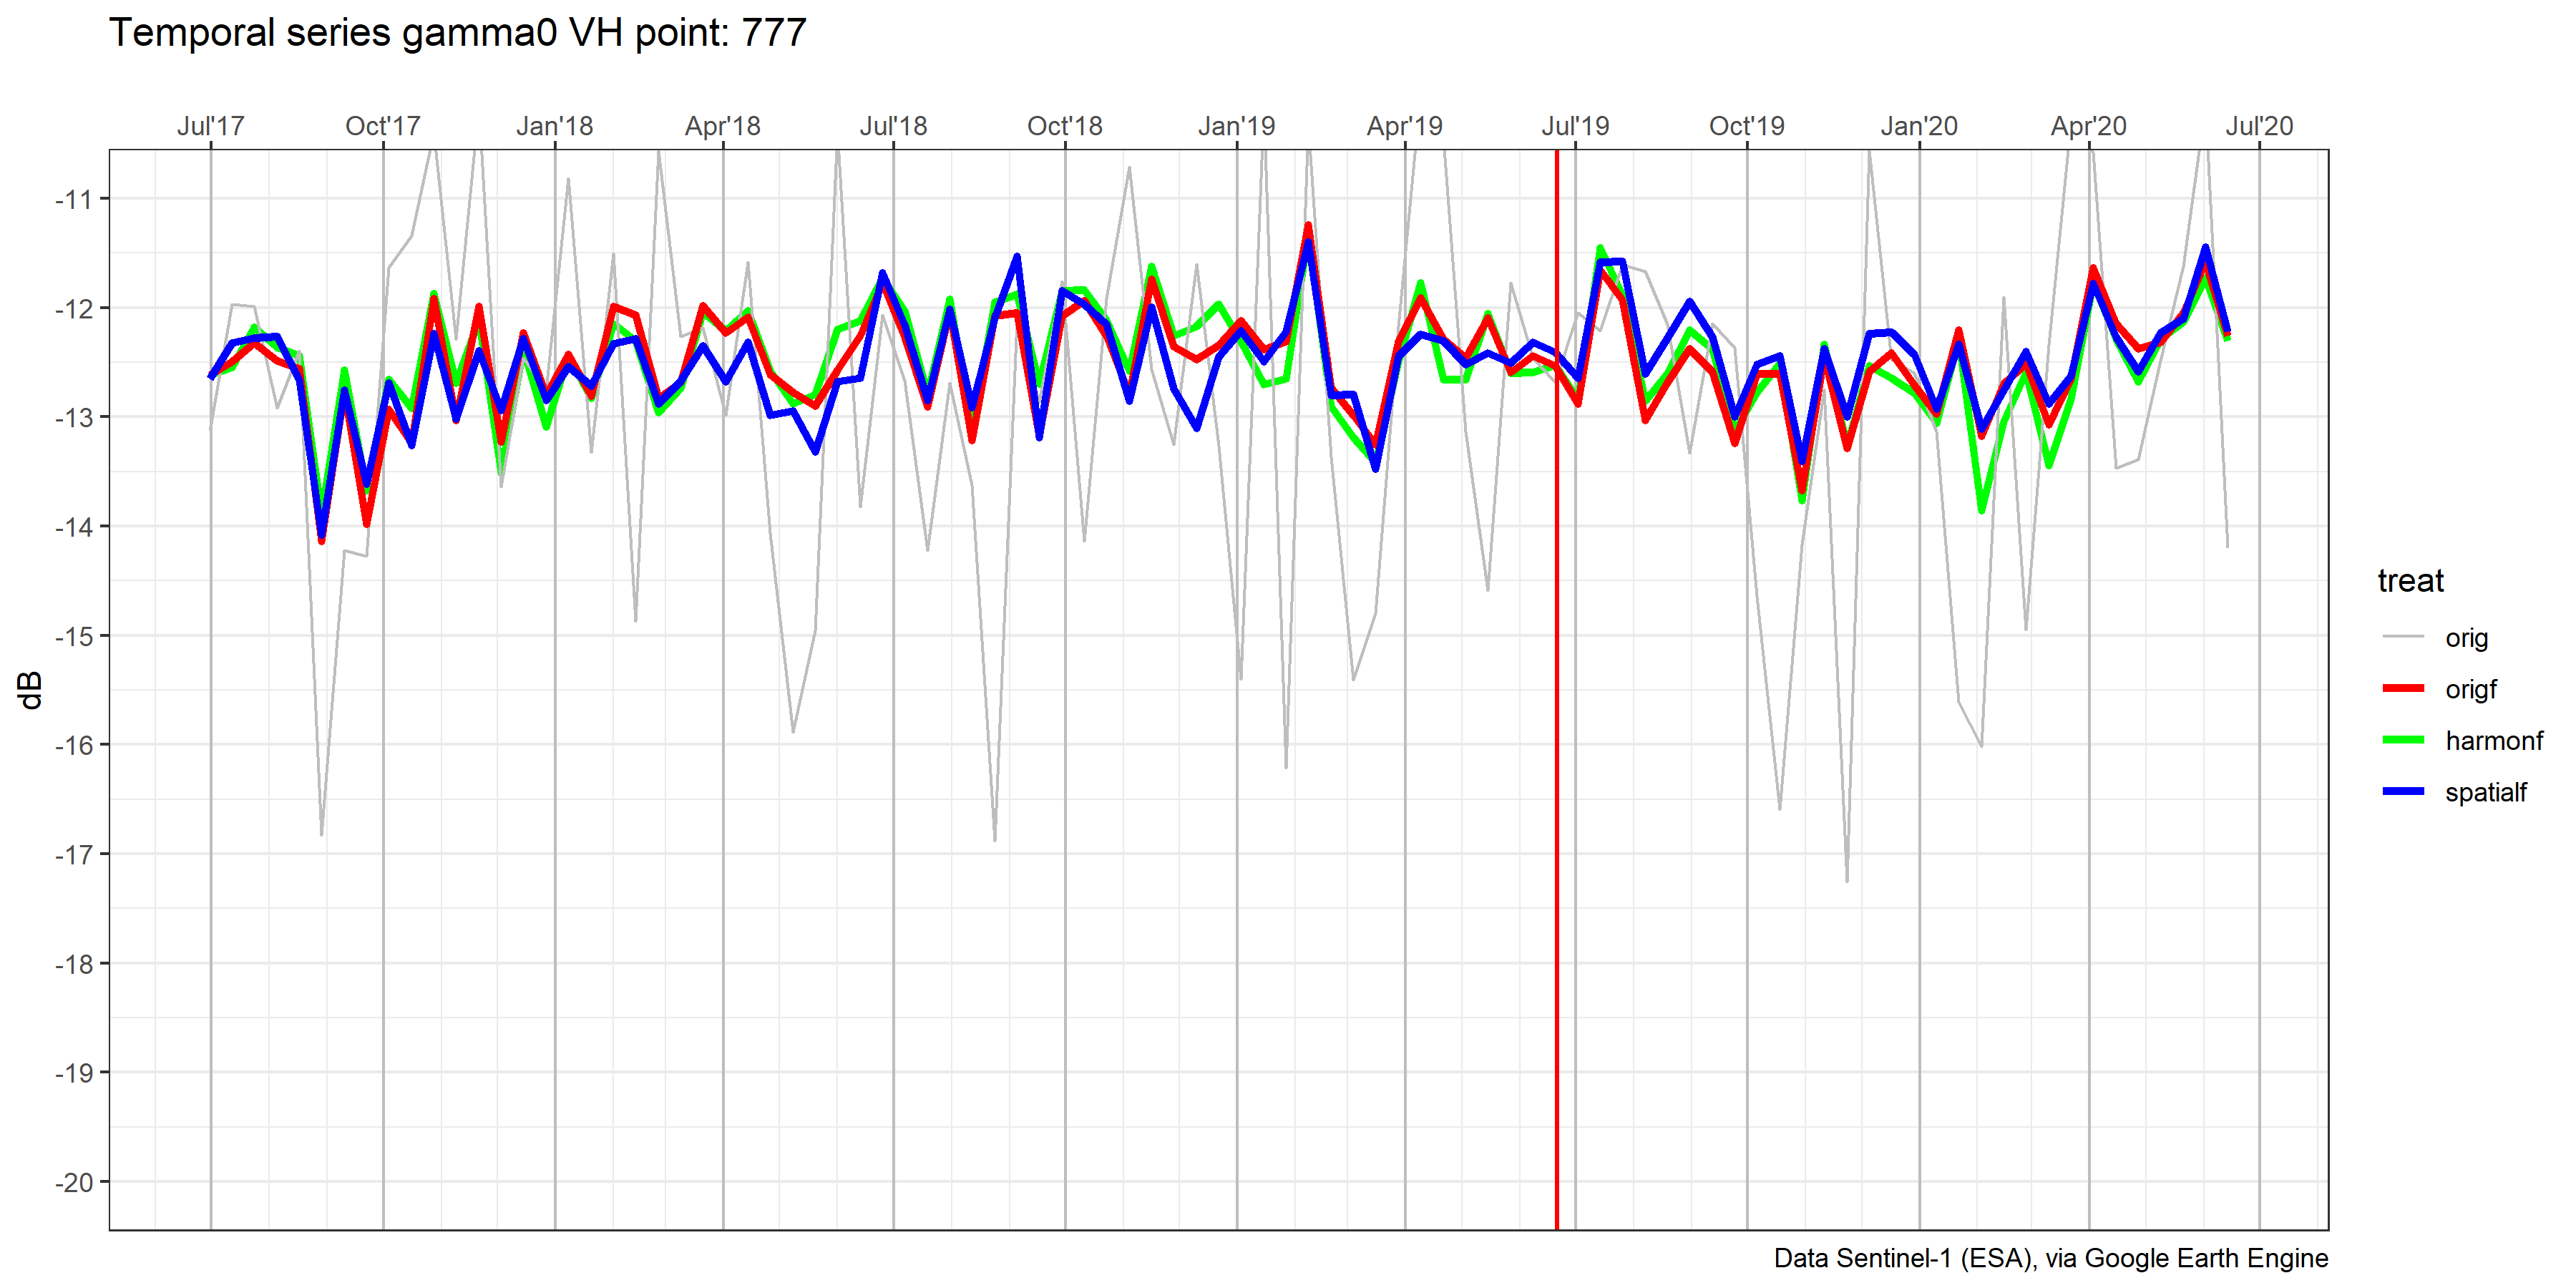 Temporal series gamma0 VH point: 777
Jul'17 Oct'17 Jan'18 Apr'18 Jul'18 Oct'18 Jan'19 Apr'19 Jul'19 Oct'19 Jan'20 Apr'20 Jul'20
-11
-12
-13
-14
-15
-16
-17
-18
-19
-20
dB
treat
orig
origf
harmonf
spatialf
Data Sentinel-1 (ESA), via Google Earth Engine